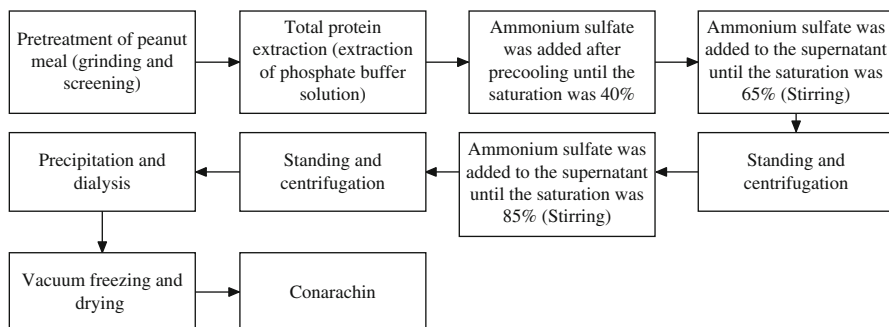 Pretreatment of peanut
meal (grinding and
screening)
Total protein
extraction (extraction
of phosphate buffer
solution)
Ammonium sulfate
was added after
precooling until the
saturation was 40%
Ammonium sulfate was
added to the supernatant
until the saturation was
65% (Stirring)
Standing and
centrifugation
Ammonium sulfate was
added to the supernatant
until the saturation was
85% (Stirring)
Standing and
centrifugation
Precipitation and
dialysis
Vacuum freezing and
drying
Conarachin